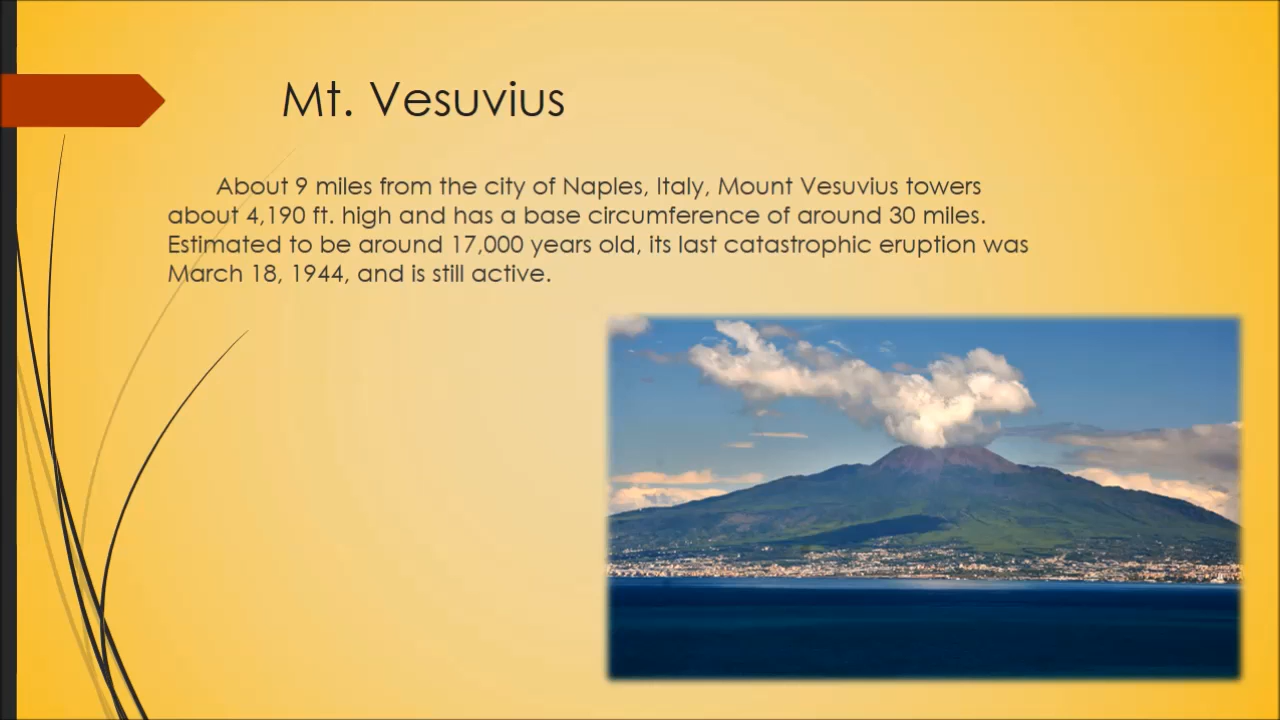 Mt. Vesuvius
About 9 miles from the city of Naples, Italy, Mount Vesuvius towers
about 4,190 ft. high and has a base circumference of around 30 miles.
Estimated to be around 17,000 years old, its last catastrophic eruption was
March 18, 1944, and is still active.